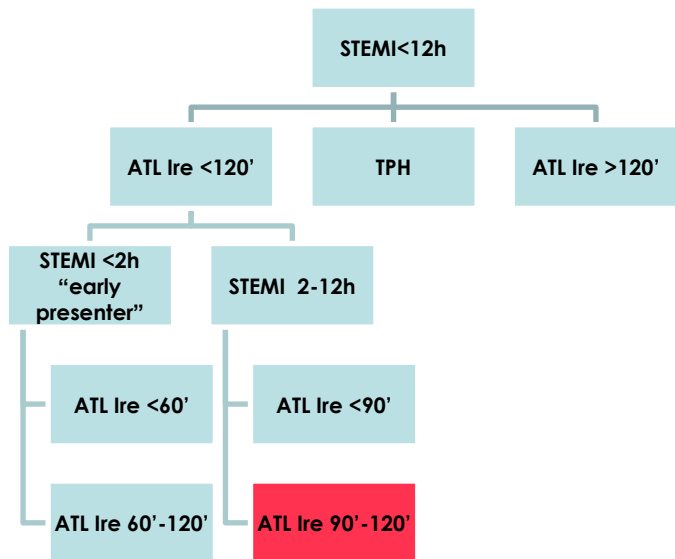 STEMI<12h
ATL Ire <120’
TPH
ATL Ire >120’
STEMI <2h
“early
presenter”
STEMI  2-12h
ATL Ire <60’
ATL Ire <90’
ATL Ire 60’-120’
ATL Ire 90’-120’